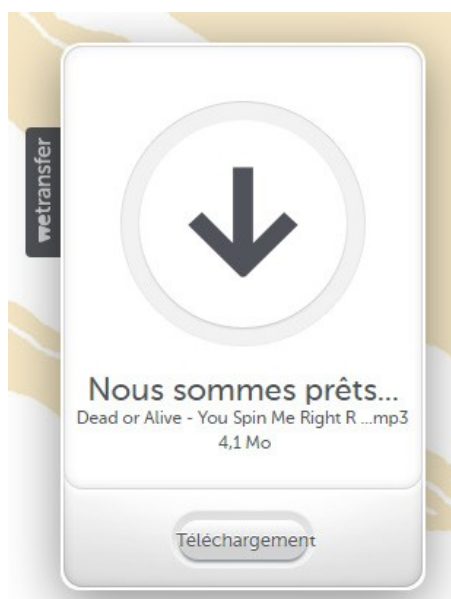 wetransfer
Nous sommes prêts...
Dead or Alive - You Spin Me Right R ...mp3
4,1 Mo
Téléchargement